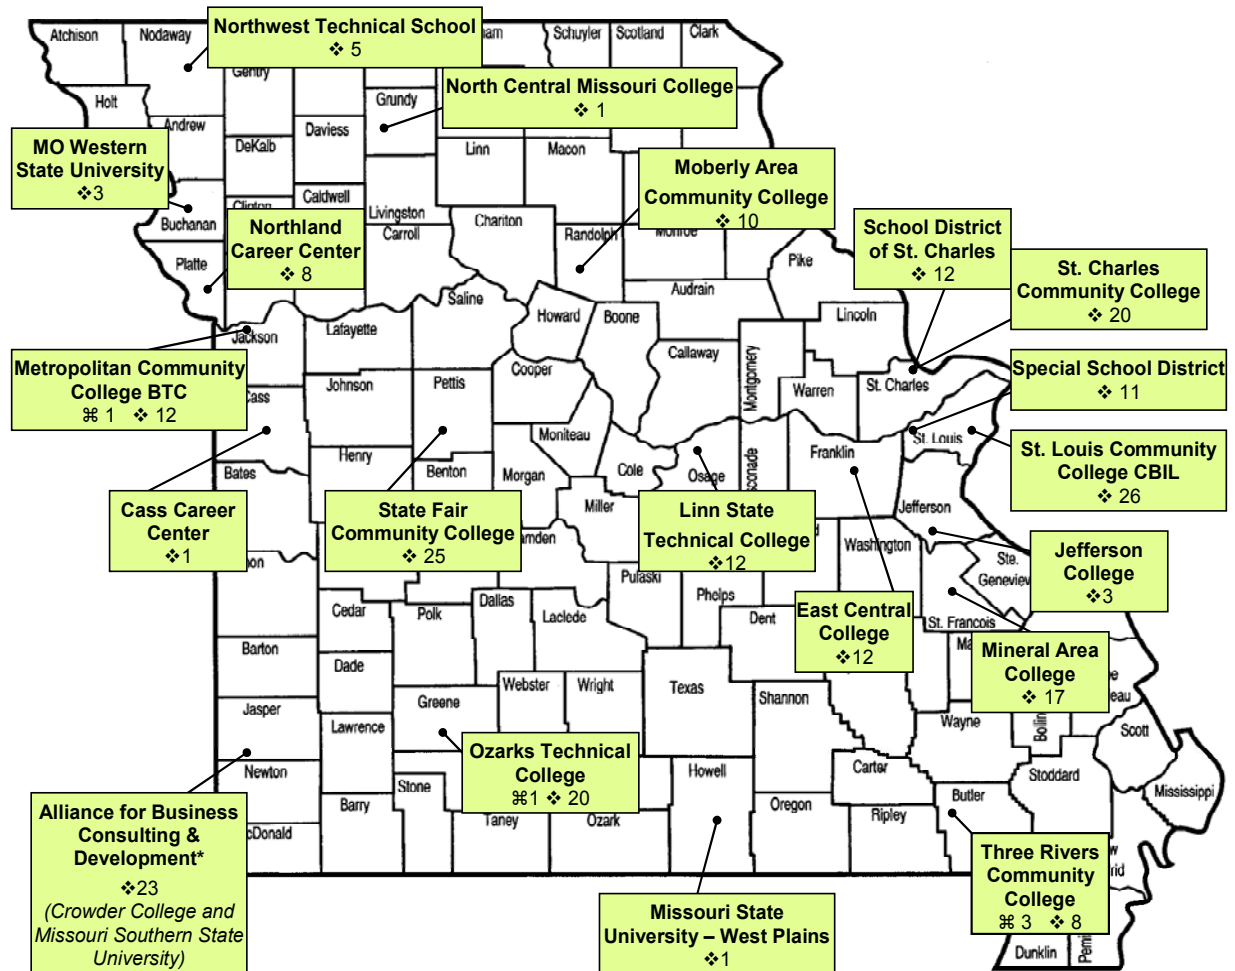 Atchison
Nodaway
Northwest Technical School
❖ 5
Schuyler
Scotland
Clark
Gentry
Holt
Grundy
North Central Missouri College
❖ 1
Andrew
Daviess
DeKalb
Linn
Macon
MO Western
State University
❖3
Moberly Area
Community College
❖ 10
Caldwell
Clinton
Buchanan
Livingston
Chariton
Northland
Career Center
❖ 8
Carroll
Randolph
Monroe
School District
of St. Charles
❖ 12
St. Charles
Community College
❖ 20
Platte
Pike
Audrain
Saline
Howard
Boone
Lincoln
Jackson
Lafayette
Callaway
Montgomery
Metropolitan Community
College BTC
⌘ 1 ❖ 12
Johnson
Pettis
Cooper
Warren
St. Charles
Special School District
❖ 11
Cass
Moniteau
St. Louis
St. Louis Community
College CBIL
❖ 26
Henry
Benton
Morgan
Cole
Osage
Franklin
Bates
Miller
Jefferson
Cass Career
Center
❖1
State Fair
Community College
❖ 25
Linn State
Technical College
❖12
Washington
Ste.
Jefferson
College
❖3
Pulaski
Phelps
Cedar
Polk
Dallas
Laclede
Dent
East Central
College
❖12
St. Francois
Barton
Dade
Mineral Area
College
❖ 17
Webster
Wright
Texas
Shannon
Jasper
Greene
Lawrence
Wayne
Scott
Ozarks Technical
College
⌘1 ❖ 20
Newton
Howell
Carter
Stoddard
Stone
Barry
Mississippi
Butler
Oregon
Ripley
Taney
Ozark
Alliance for Business
Consulting &
Development*
❖23
(Crowder College and
Missouri Southern State
University)
Three Rivers
Community
College
⌘ 3 ❖ 8
Missouri State
University – West Plains
❖1
Dunklin